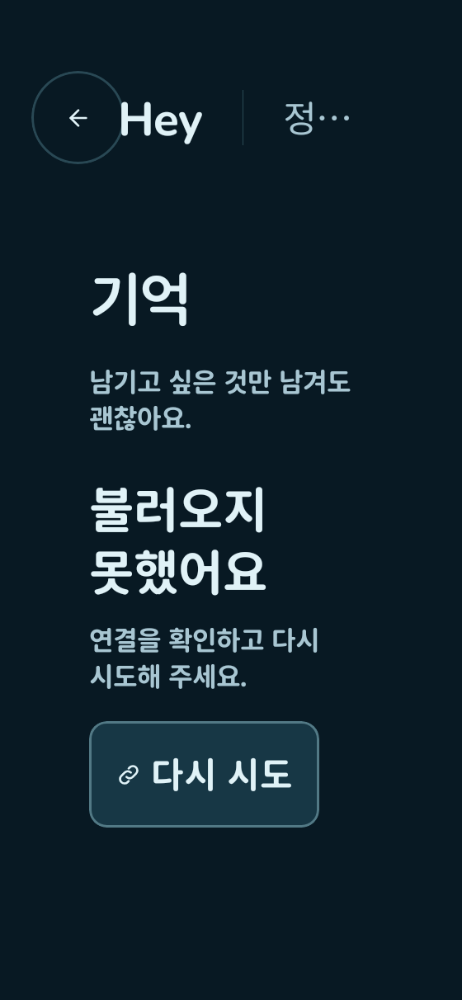 Hey 정…
기억
남기고 싶은 것만 남겨도
괜찮아요.
불러오지
못했어요
연결을 확인하고 다시
시도해 주세요.
다시 시도